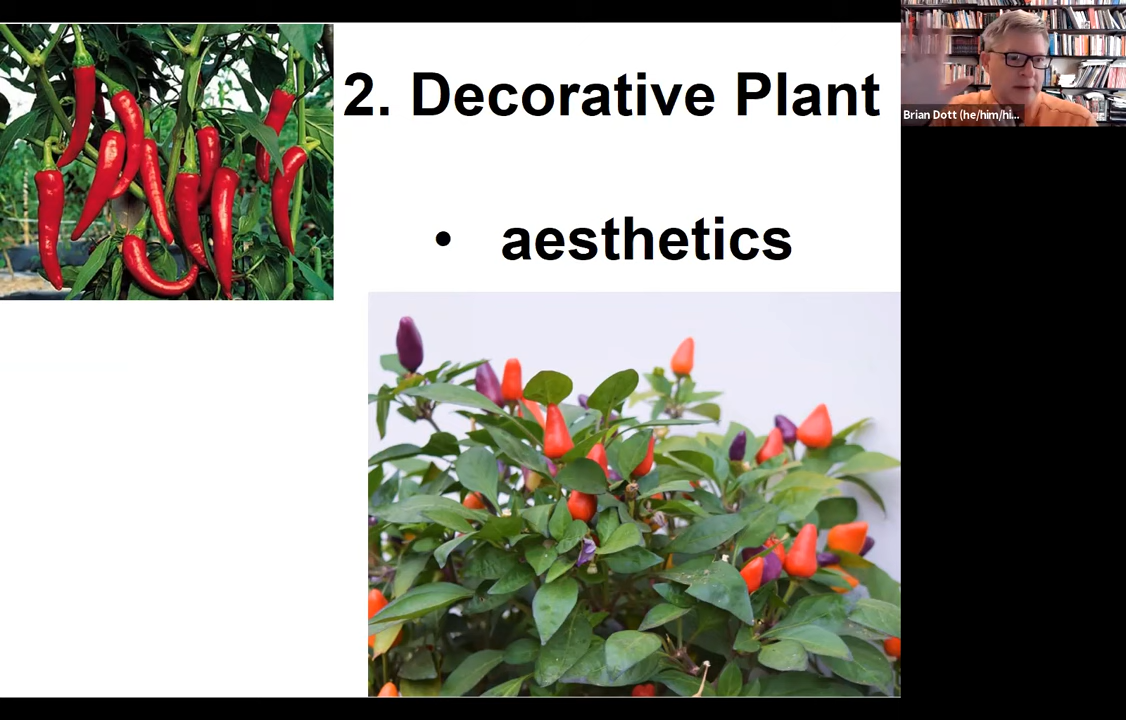 2. Decorative Plant
• aesthetics
Brian Dott (he/him/hi...